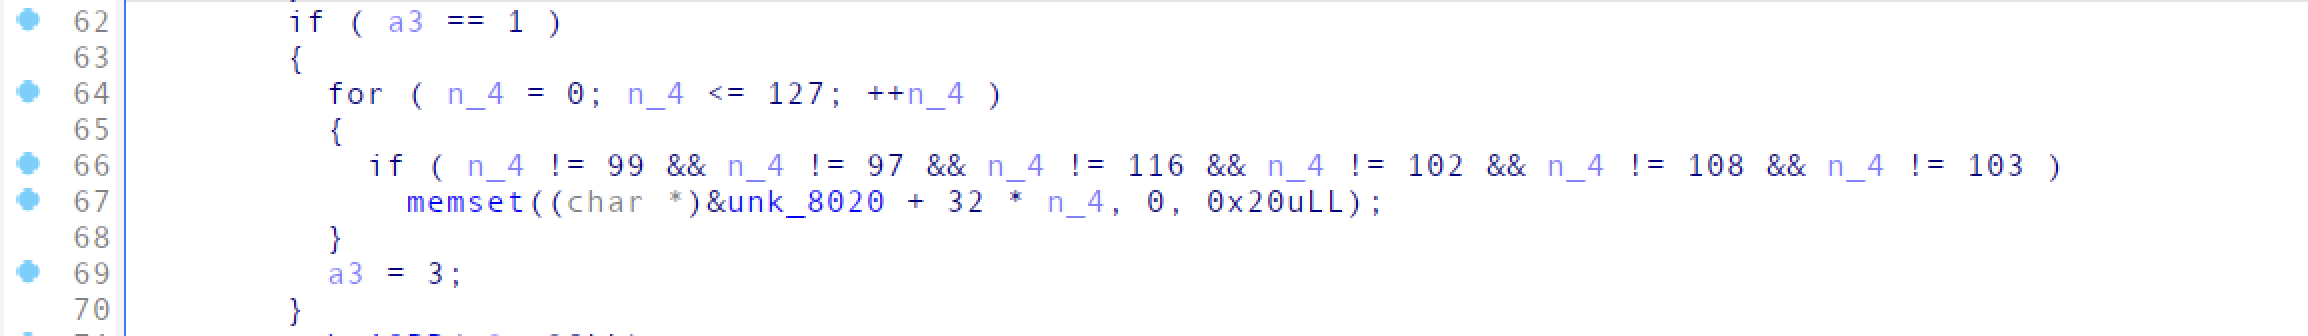 62 if ( a3 == 1 )
63 {
64 for ( n_4 = 0; n_4 <= 127; ++n_4 )
65 {
66 if ( n_4 != 99 && n_4 != 97 && n_4 != 116 && n_4 != 102 && n_4 != 108 && n_4 != 103 )
67 memset((char *)&unk_8020 + 32 * n_4, 0, 0x20uLL);
68 }
69 a3 = 3;
70 }